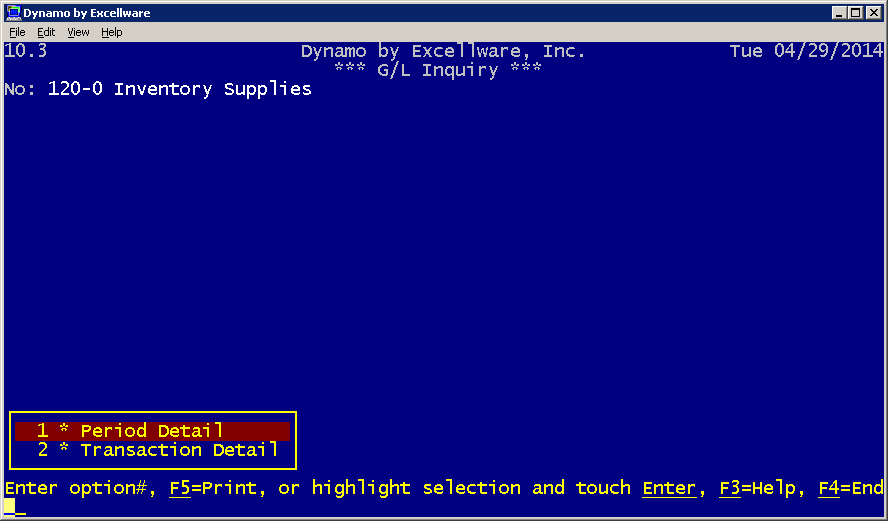 Dynamo by Excellware
File Edit View Help
10.3 Dynamo by Excellware, Inc. Tue 04/29/2014
*** G/L Inquiry ***
No: 120-0 Inventory Supplies
1 * Period Detail
2 * Transaction Detail
Enter option#, F5=Print, or highlight selection and touch Enter, F3=Help, F4=End